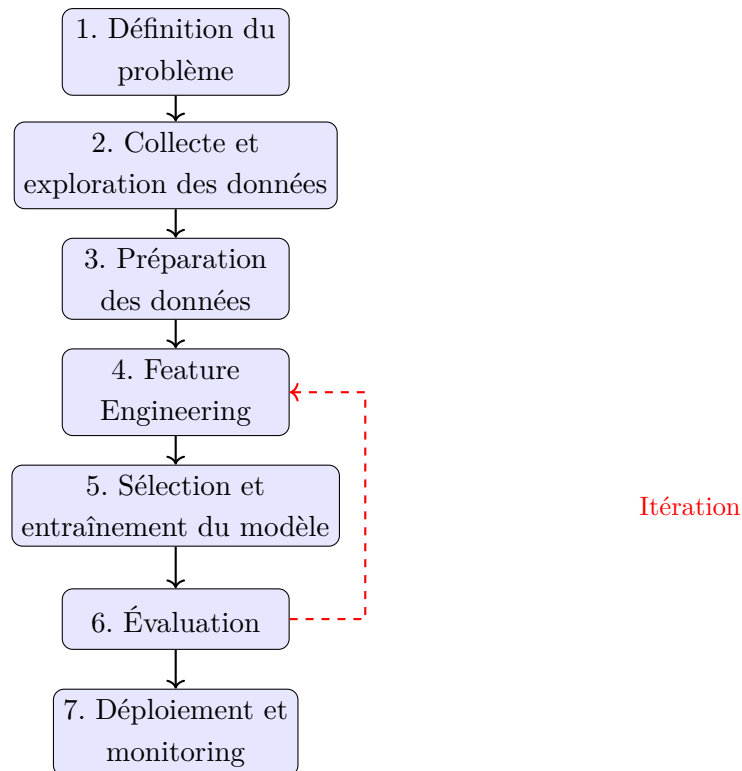 1. Définition du
problème
2. Collecte et
exploration des données
3. Préparation
des données
4. Feature
Engineering
5. Sélection et
entraînement du modèle
Itération
6. Évaluation
7. Déploiement et
monitoring